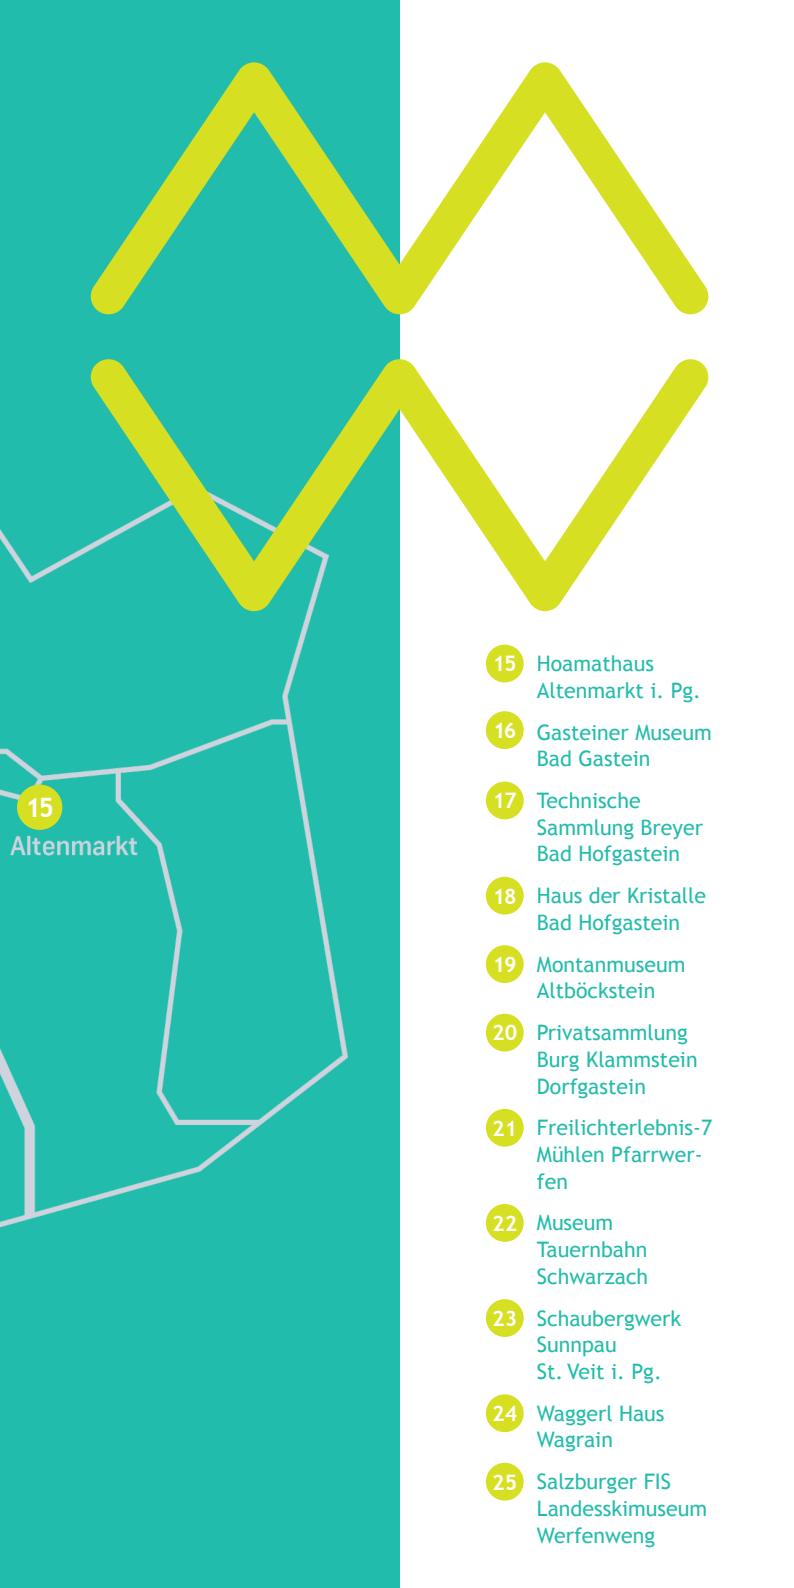 15
Altenmarkt
15 Hoamathaus
Altenmarkt i. Pg.
16 Gasteiner Museum
Bad Gastein
17 Technische
Sammlung Breyer
Bad Hofgastein
18 Haus der Kristalle
Bad Hofgastein
19 Montanmuseum
Altböckstein
20 Privatsammlung
Burg Klammstein
Dorfgastein
21 Freilichterlebnis-7
Mühlen Pfarrwer-
fen
22 Museum
Tauernbahn
Schwarzach
23 Schaubergwerk
Sunnpau
St. Veit i. Pg.
24 Waggerl Haus
Wagrain
25 Salzburger FIS
Landesskimuseum
Werfenweng